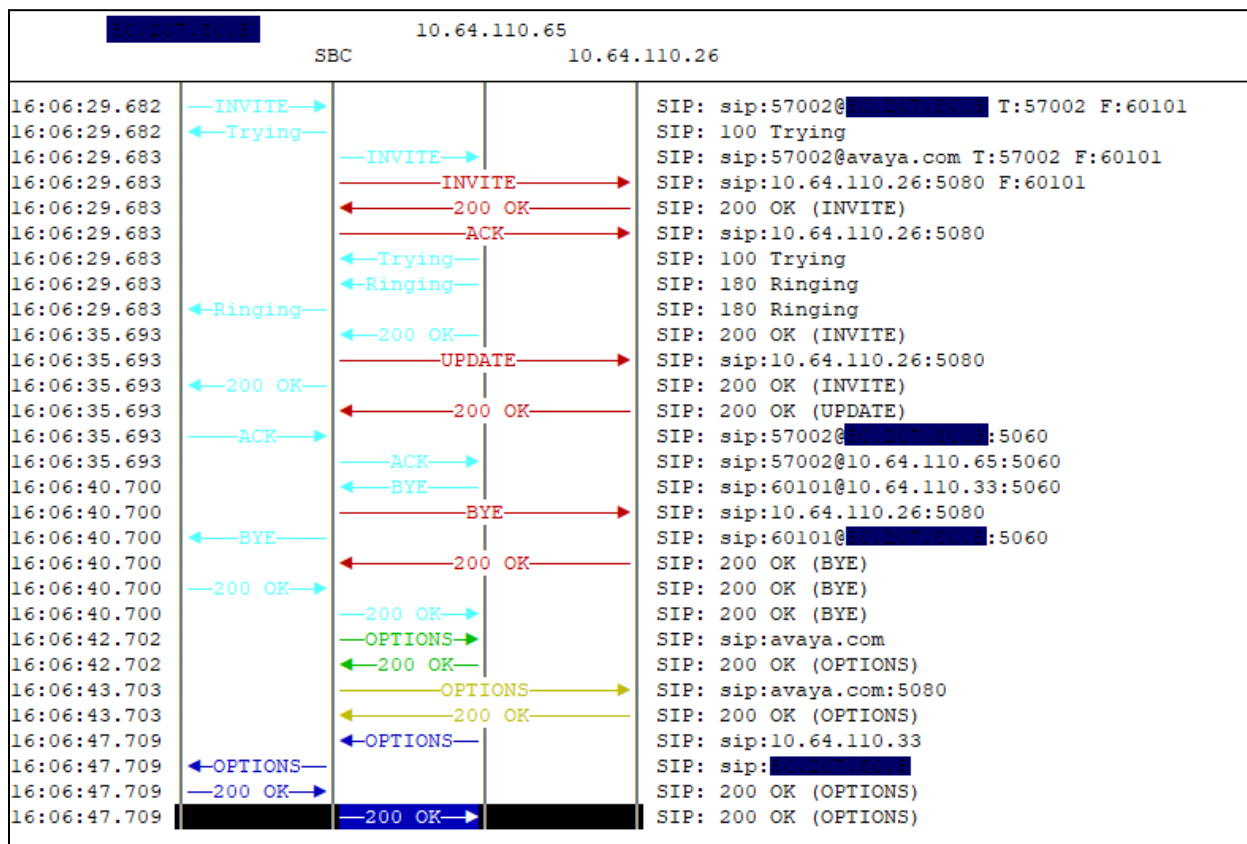 10.64.110.65
SBC 10.64.110.26
16:06:29.682 INVITE SIP: sip:57002@ T:57002 F:60101
16:06:29.682 Trying SIP: 100 Trying
16:06:29.683 INVITE SIP: sip:57002@avaya.com T:57002 F:60101
16:06:29.683 INVITE SIP: sip:10.64.110.26:5080 F:60101
16:06:29.683 200 OK SIP: 200 OK (INVITE)
16:06:29.683 ACK SIP: sip:10.64.110.26:5080
16:06:29.683 Trying SIP: 100 Trying
16:06:29.683 Ringing SIP: 180 Ringing
16:06:29.683 Ringing SIP: 180 Ringing
16:06:35.693 200 OK SIP: 200 OK (INVITE)
16:06:35.693 UPDATE SIP: sip:10.64.110.26:5080
16:06:35.693 200 OK SIP: 200 OK (INVITE)
16:06:35.693 200 OK SIP: 200 OK (UPDATE)
16:06:35.693 ACK SIP: sip:57002@ :5060
16:06:35.693 ACK SIP: sip:57002@10.64.110.65:5060
16:06:40.700 BYE SIP: sip:60101@10.64.110.33:5060
16:06:40.700 BYE SIP: sip:10.64.110.26:5080
16:06:40.700 BYE SIP: sip:60101@ :5060
16:06:40.700 200 OK SIP: 200 OK (BYE)
16:06:40.700 200 OK SIP: 200 OK (BYE)
16:06:40.700 200 OK SIP: 200 OK (BYE)
16:06:42.702 OPTIONS SIP: sip:avaya.com
16:06:42.702 200 OK SIP: 200 OK (OPTIONS)
16:06:43.703 OPTIONS SIP: sip:avaya.com:5080
16:06:43.703 200 OK SIP: 200 OK (OPTIONS)
16:06:47.709 OPTIONS SIP: sip:10.64.110.33
16:06:47.709 OPTIONS SIP: sip:
16:06:47.709 200 OK SIP: 200 OK (OPTIONS)
16:06:47.709 200 OK SIP: 200 OK (OPTIONS)